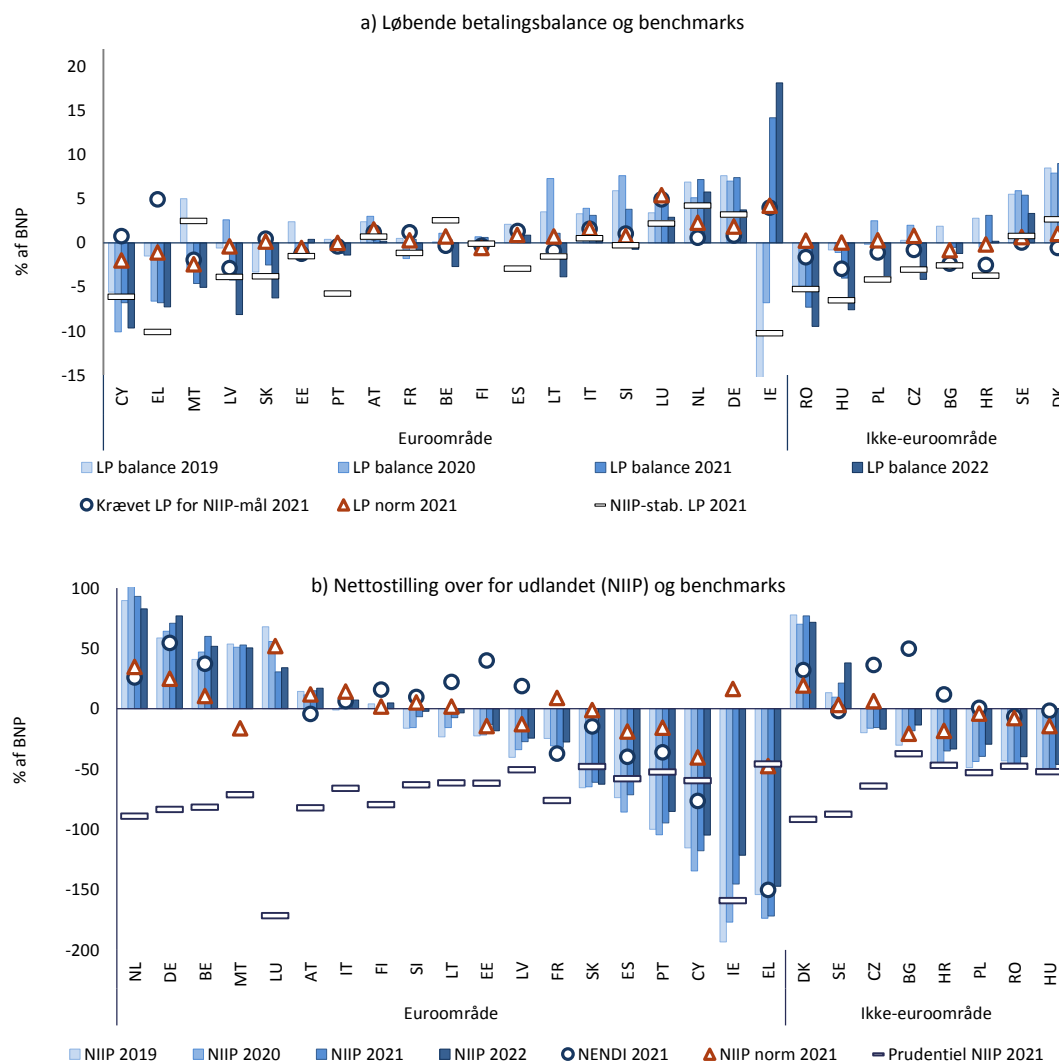 a) Løbende betalingsbalance og benchmarks
% af BNP
20
15
10
5
0
-5
-10
-15
CY EL MT LV SK EE PT AT FR BE FI ES LT IT SI LU NL DE IE RO HU PL CZ BG HR SE DK
Euroområde Ikke-euroområde
LP balance 2019 LP balance 2020 LP balance 2021 LP balance 2022
Krævet LP for NIIP-mål 2021 LP norm 2021 NIIP-stab. LP 2021
b) Nettostilling over for udlandet (NIIP) og benchmarks
% af BNP
100
50
0
-50
-100
-150
-200
NL DE BE MT LU AT IT FI SI LT EE LV FR SK ES PT CY IE EL DK SE CZ BG HR PL RO HU
Euroområde Ikke-euroområde
NIIP 2019 NIIP 2020 NIIP 2021 NIIP 2022 NENDI 2021 NIIP norm 2021 Prudentiel NIIP 2021